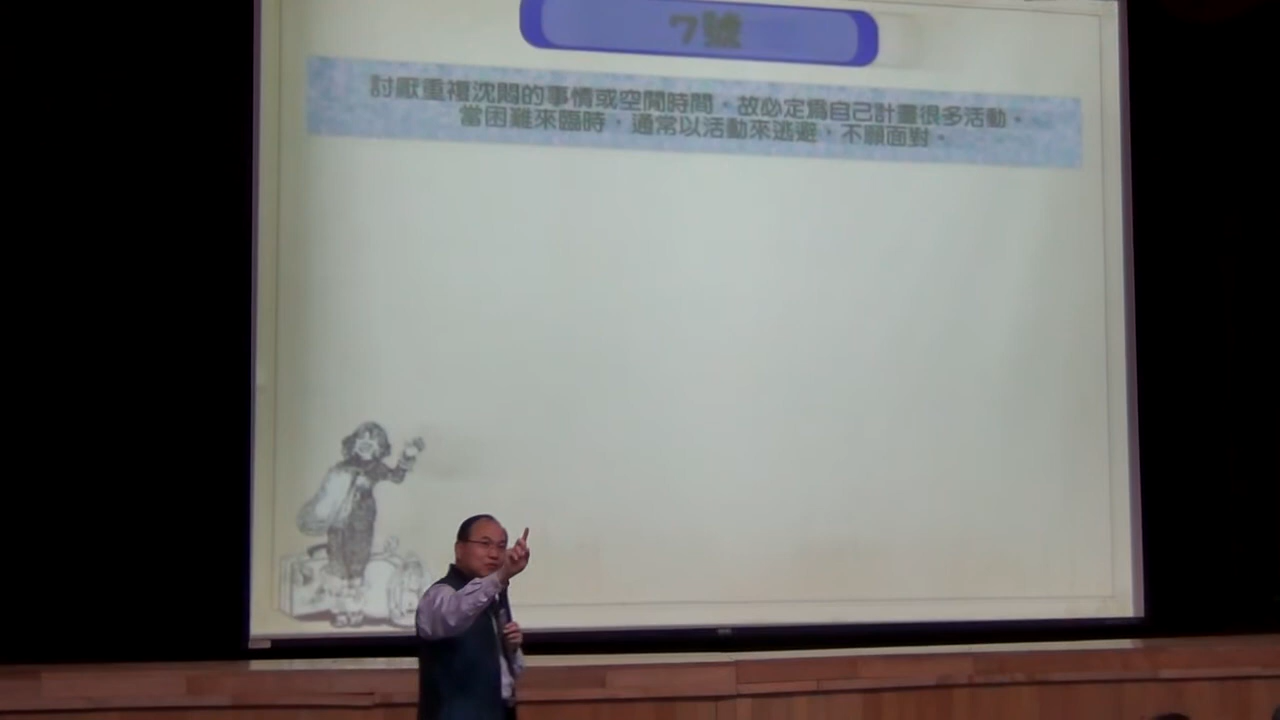 7號
討厭重複沈悶的事情或空閒時間，故必定為自己計畫很多活動。
當困難來臨時，通常以活動來逃避，不願面對。